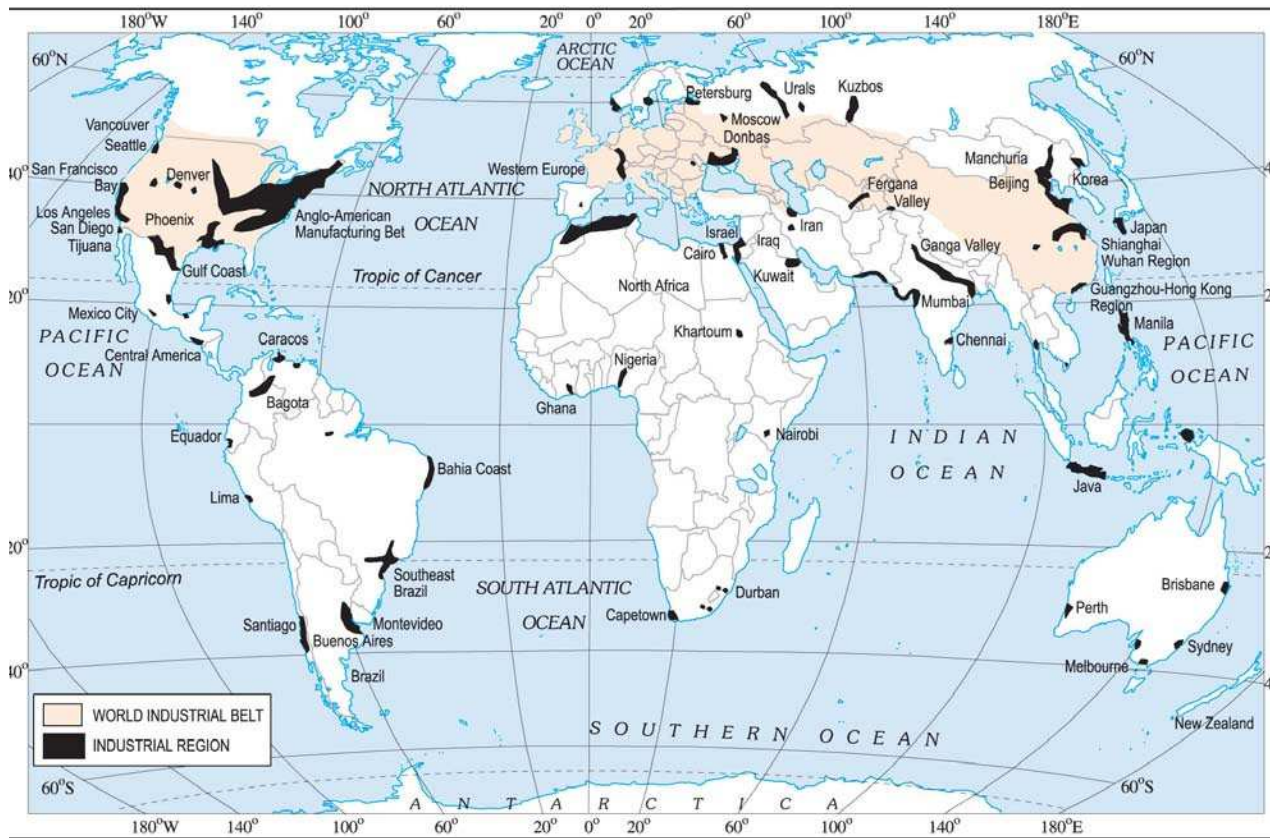 180°W 140° 100° 60° 20° 0° 20° 60° 100° 140° 180°E
ARCTIC
OCEAN
60°N
60°N
Petersburg
Urals
Kuzbos
Vancouver
Seattle
Moscow
Donbas
San Francisco
Bay
Denver
Western Europe
Manchuria
Beijing
Korea
40°
NORTH ATLANTIC
OCEAN
Fergana
Valley
Los Angeles
San Diego
Tijuana
Phoenix
Anglo-American
Manufacturing Bet
Israel
Iraq
Iran
Japan
Gulf Coast
Cairo
Kuwait
Ganga Valley
Shianghai
Wuhan Region
Tropic of Cancer
North Africa
Guangzhou-Hong Kong
Region
20°
Mexico City
Mumbai
Manila
PACIFIC
OCEAN
Central America
Caracos
Khartoum
Chennai
PACIFIC
OCEAN
Nigeria
Bagota
Ghana
Equador
Nairobi
INDIAN
OCEAN
Bahia Coast
Lima
Java
20°
Tropic of Capricorn
Southeast
Brazil
SOUTH ATLANTIC
OCEAN
Durban
Brisbane
Capetown
Perth
Santiago
Montevideo
Buenos Aires
Sydney
Melbourne
40°
Brazil
WORLD INDUSTRIAL BELT
INDUSTRIAL REGION
New Zealand
SOUTHERN OCEAN
60°S
60°S
ANTARCTICA
180°W 140° 100° 60° 20° 0° 20° 60° 100° 140° 180°E